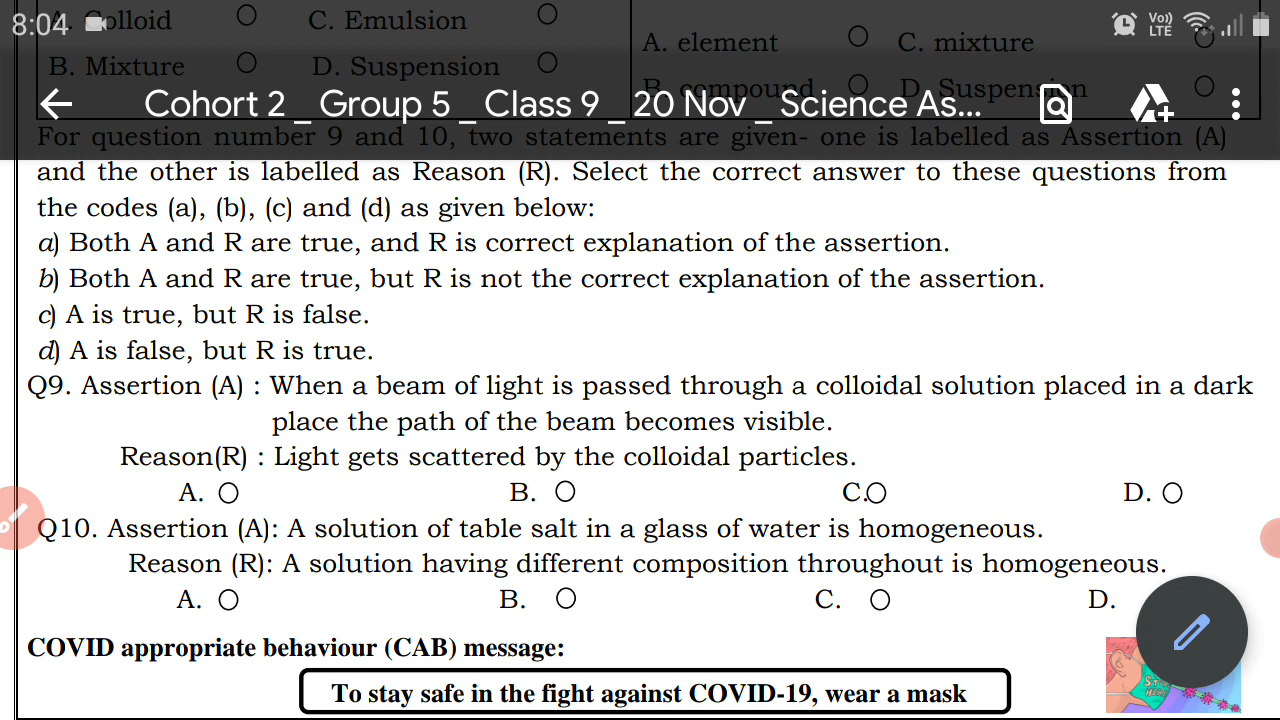 8:04
Vo))
LTE
A. Colloid C. Emulsion
B. Mixture D. Suspension
A. element C. mixture
B. compound D. Suspension
Cohort 2 _ Group 5 _ Class 9 _ 20 Nov _ Science As...
For question number 9 and 10, two statements are given- one is labelled as Assertion (A)
and the other is labelled as Reason (R). Select the correct answer to these questions from
the codes (a), (b), (c) and (d) as given below:
a) Both A and R are true, and R is correct explanation of the assertion.
b) Both A and R are true, but R is not the correct explanation of the assertion.
c) A is true, but R is false.
d) A is false, but R is true.
Q9. Assertion (A) : When a beam of light is passed through a colloidal solution placed in a dark
place the path of the beam becomes visible.
Reason(R) : Light gets scattered by the colloidal particles.
A. B. C. D.
Q10. Assertion (A): A solution of table salt in a glass of water is homogeneous.
Reason (R): A solution having different composition throughout is homogeneous.
A. B. C. D.
COVID appropriate behaviour (CAB) message:
To stay safe in the fight against COVID-19, wear a mask